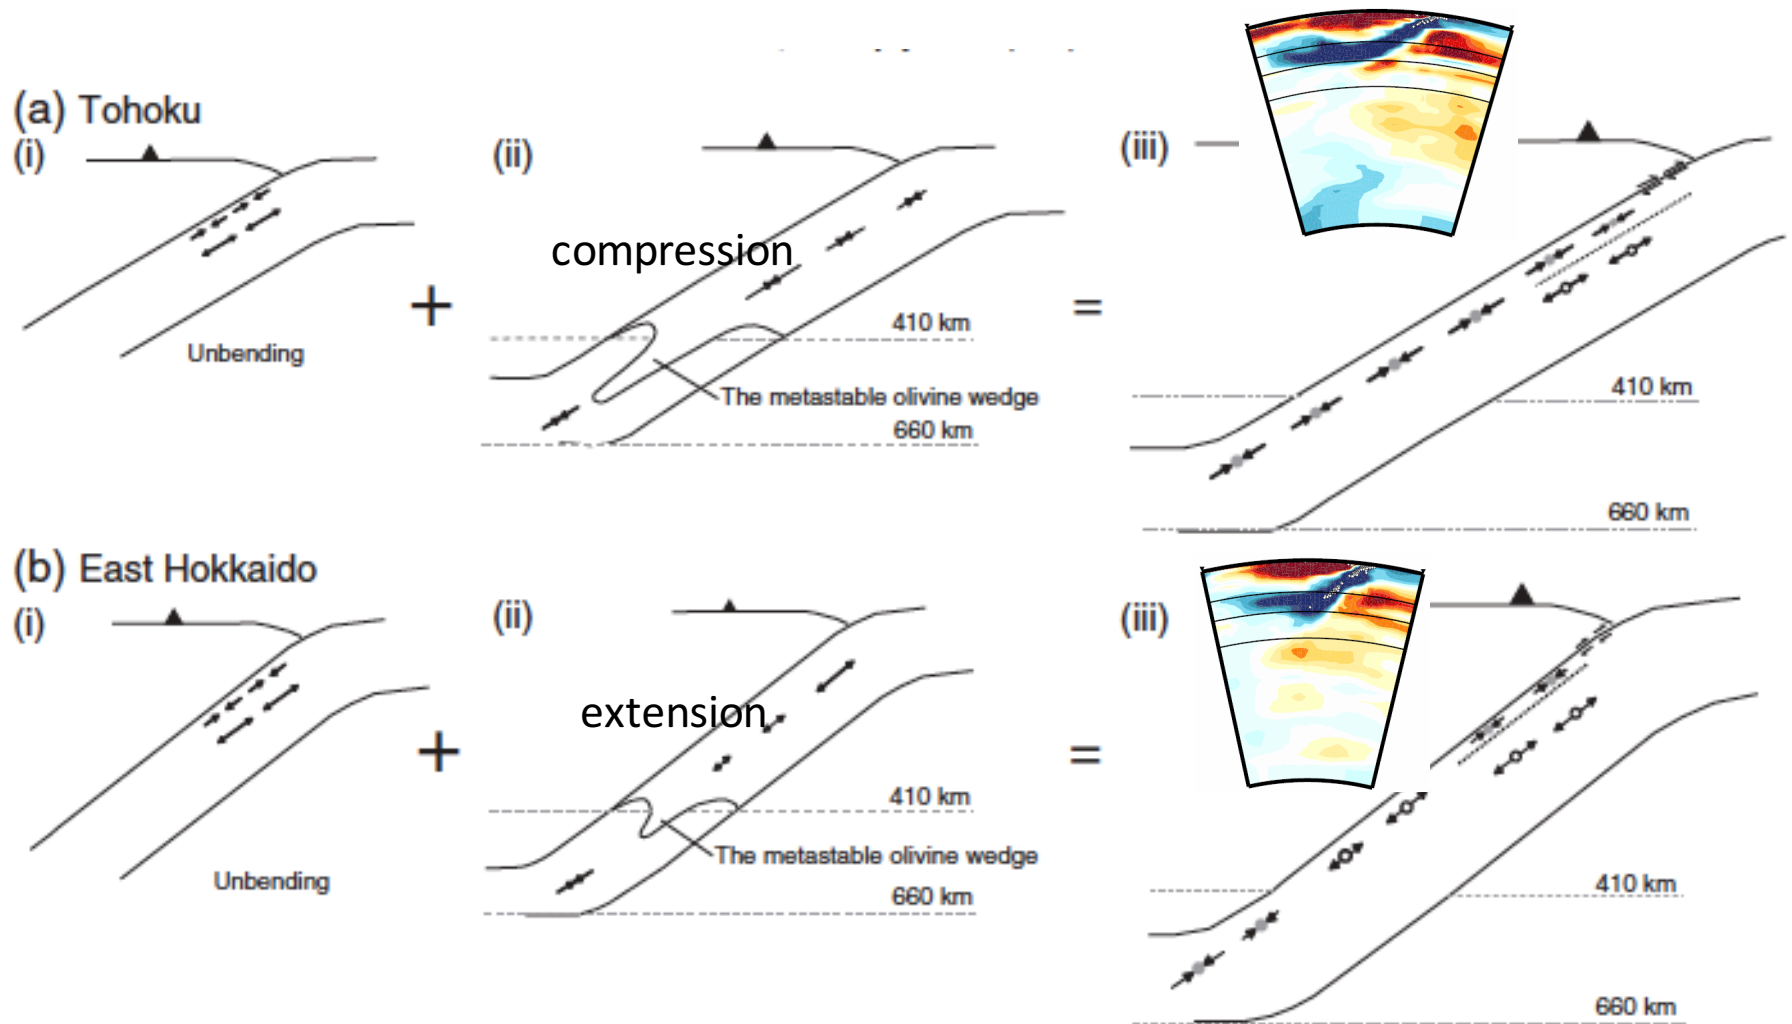 (a) Tohoku
(i)
(ii)
(iii)
compression
+
=
410 km
Unbending
The metastable olivine wedge
660 km
410 km
660 km
(b) East Hokkaido
(i)
(ii)
(iii)
extension
+
=
410 km
The metastable olivine wedge
Unbending
660 km
410 km
660 km